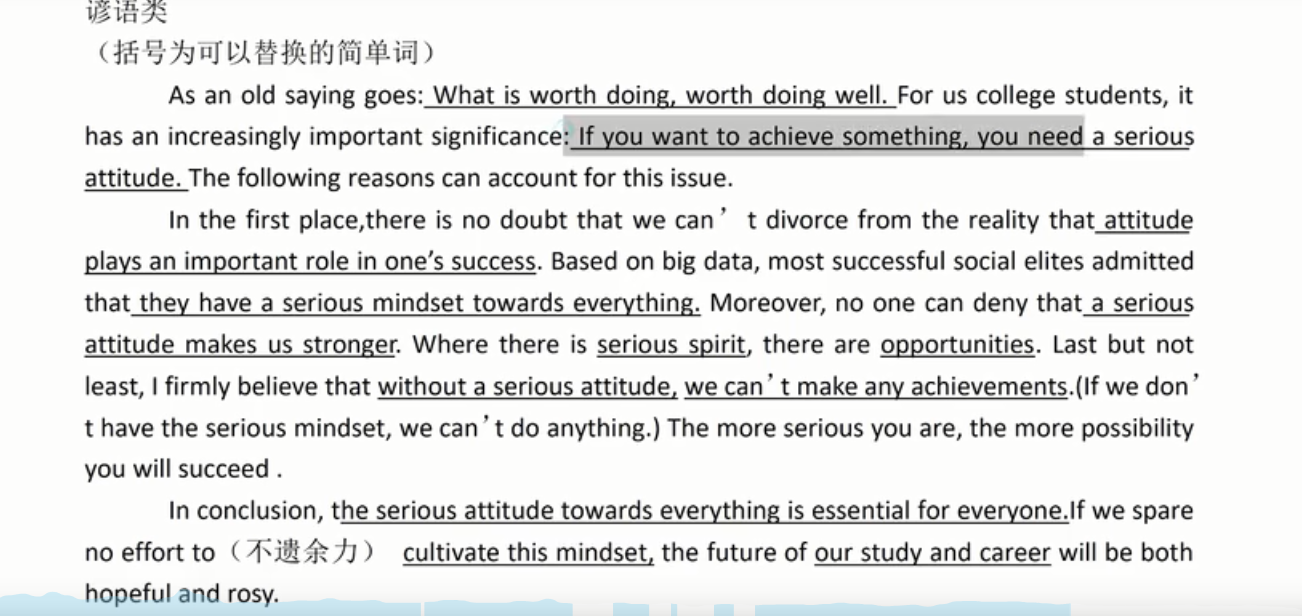 谚语类
（括号为可以替换的简单词）
As an old saying goes: What is worth doing, worth doing well. For us college students, it
has an increasingly important significance: If you want to achieve something, you need a serious
attitude. The following reasons can account for this issue.
In the first place,there is no doubt that we can’ t divorce from the reality that attitude
plays an important role in one’s success. Based on big data, most successful social elites admitted
that they have a serious mindset towards everything. Moreover, no one can deny that a serious
attitude makes us stronger. Where there is serious spirit, there are opportunities. Last but not
least, I firmly believe that without a serious attitude, we can’t make any achievements.(If we don’
t have the serious mindset, we can’t do anything.) The more serious you are, the more possibility
you will succeed .
In conclusion, the serious attitude towards everything is essential for everyone.If we spare
no effort to（不遗余力） cultivate this mindset, the future of our study and career will be both
hopeful and rosy.